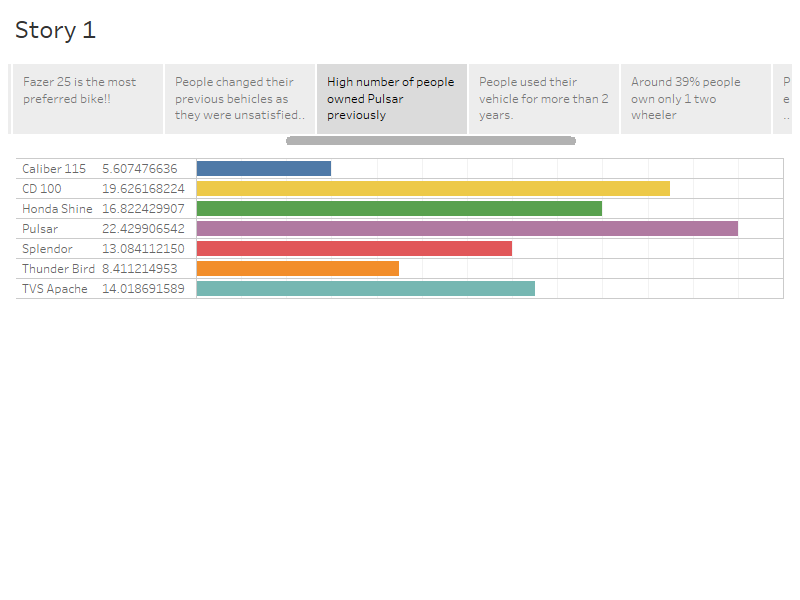 Story 1
Fazer 25 is the most
preferred bike!!
People changed their
previous behicles as
they were unsatisfied..
High number of people
owned Pulsar
previously
People used their
vehicle for more than 2
years.
Around 39% people
own only 1 two
wheeler
P
e
..
Caliber 115 5.607476636
CD 100 19.626168224
Honda Shine 16.822429907
Pulsar 22.429906542
Splendor 13.084112150
Thunder Bird 8.411214953
TVS Apache 14.018691589